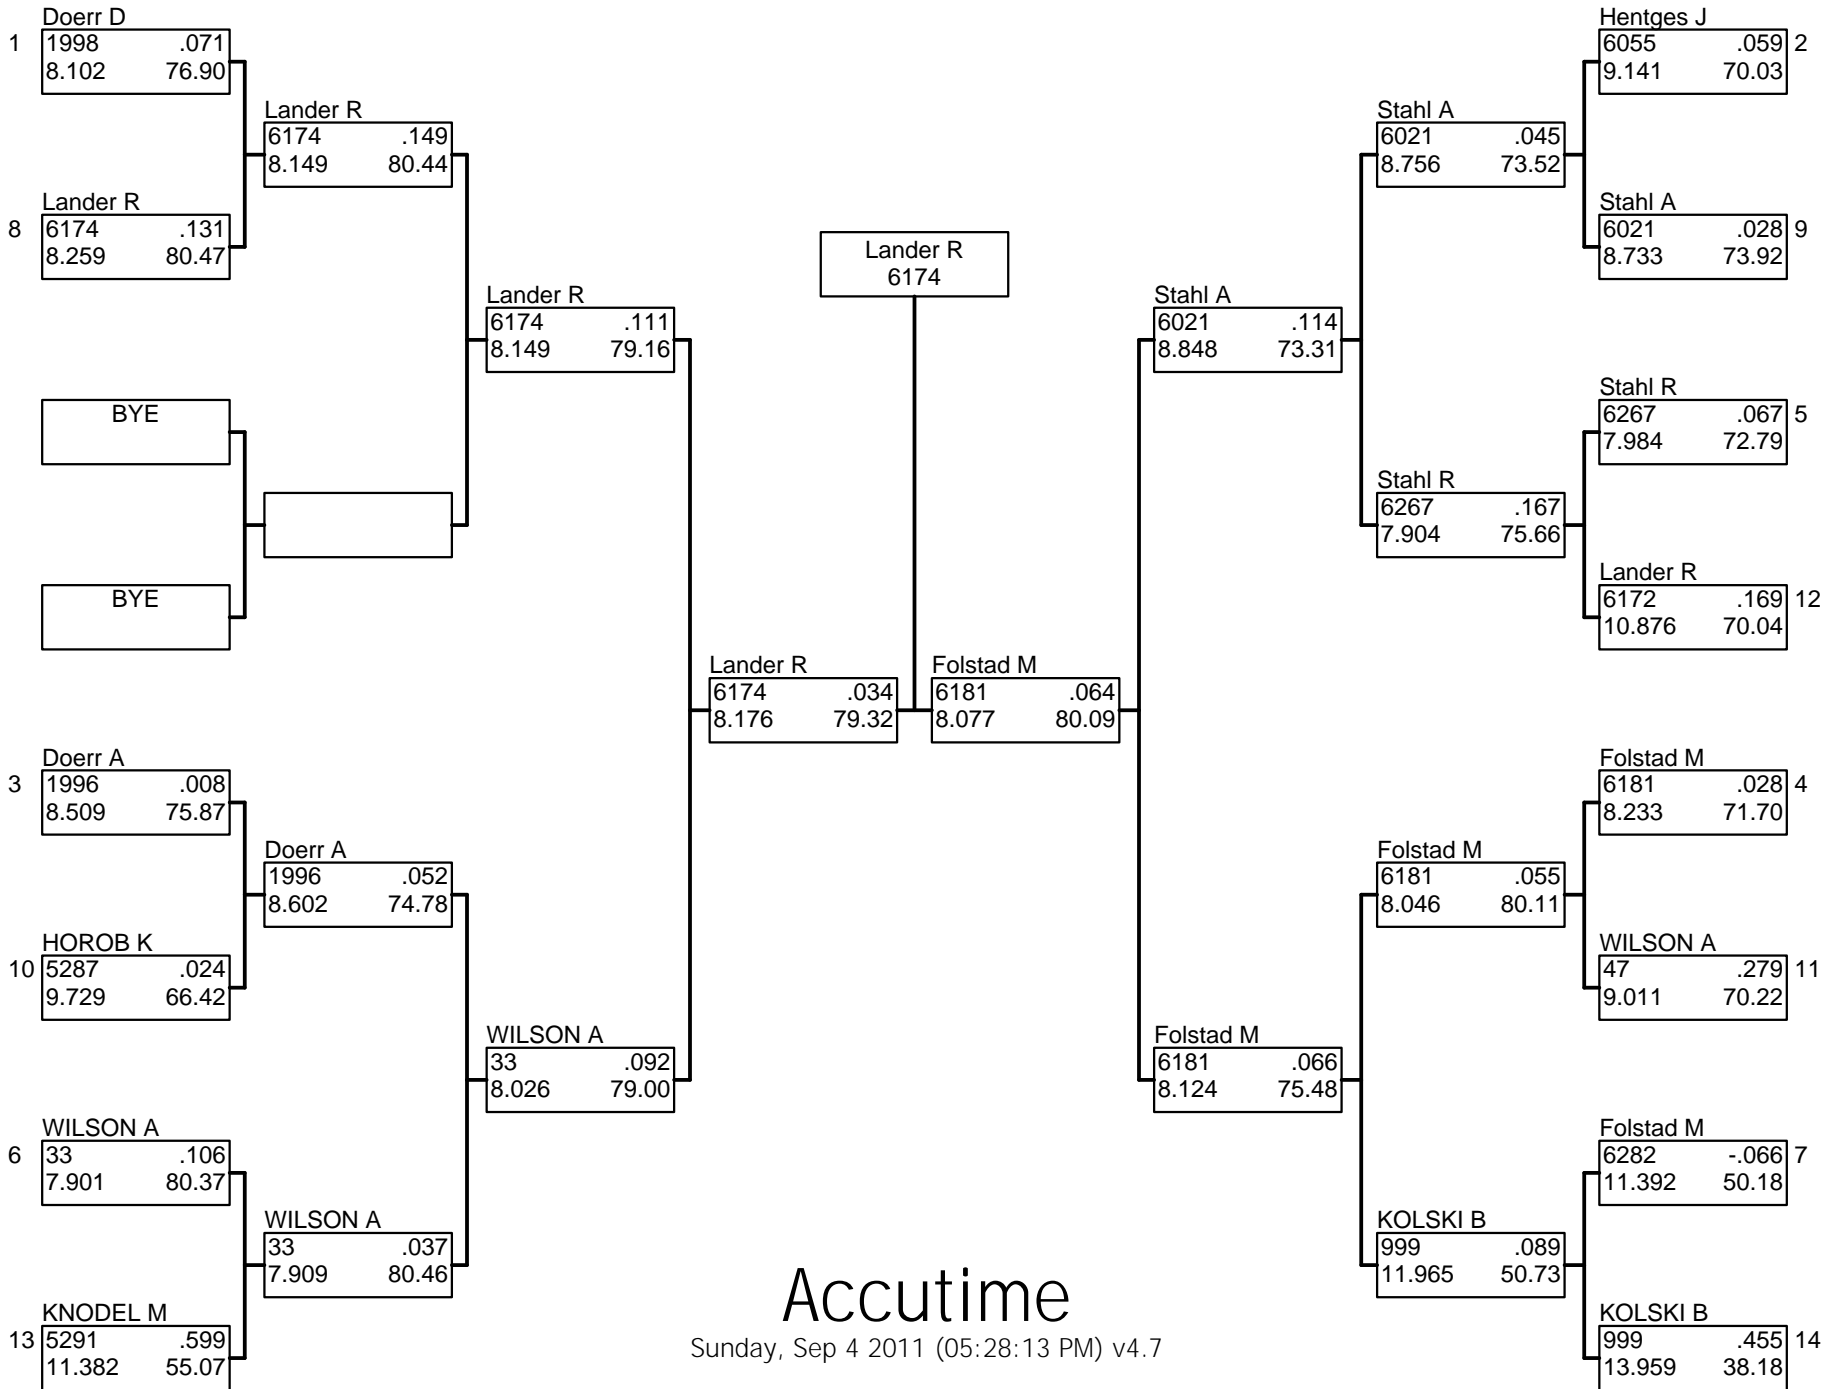 Doerr D
1 1998 .071
8.102 76.90
Lander R
8 6174 .131
8.259 80.47
BYE
BYE
Doerr A
3 1996 .008
8.509 75.87
HOROB K
10 5287 .024
9.729 66.42
WILSON A
6 33 .106
7.901 80.37
KNODEL M
13 5291 .599
11.382 55.07
Lander R
6174 .149
8.149 80.44
Doerr A
1996 .052
8.602 74.78
WILSON A
33 .037
7.909 80.46
Lander R
6174 .111
8.149 79.16
WILSON A
33 .092
8.026 79.00
Lander R
6174 .034
8.176 79.32
Lander R
6174
Folstad M
6181 .064
8.077 80.09
Stahl A
6021 .114
8.848 73.31
Folstad M
6181 .066
8.124 75.48
Stahl A
6021 .045
8.756 73.52
Stahl R
6267 .167
7.904 75.66
Folstad M
6181 .055
8.046 80.11
KOLSKI B
999 .089
11.965 50.73
Hentges J
6055 .059 2
9.141 70.03
Stahl A
6021 .028 9
8.733 73.92
Stahl R
6267 .067 5
7.984 72.79
Lander R
6172 .169 12
10.876 70.04
Folstad M
6181 .028 4
8.233 71.70
WILSON A
47 .279 11
9.011 70.22
Folstad M
6282 -.066 7
11.392 50.18
KOLSKI B
999 .455 14
13.959 38.18
Accutime
Sunday, Sep 4 2011 (05:28:13 PM) v4.7